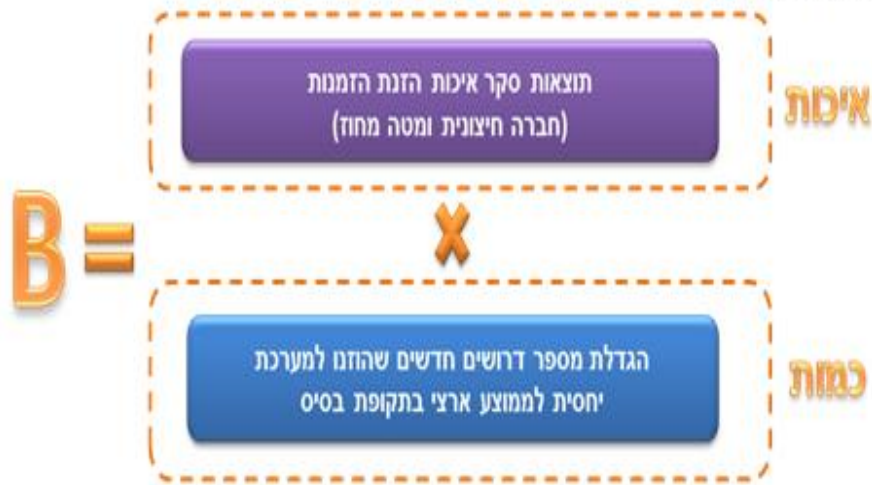 תוצאות סקר איכות הזנת הזמנות
(חברה חיצונית ומטה מחוז)
איכות
B =
X
הגדלת מספר דרושים חדשים שהוזנו למערכת
יחסית לממוצע ארצי בתקופת בסיס
כמות